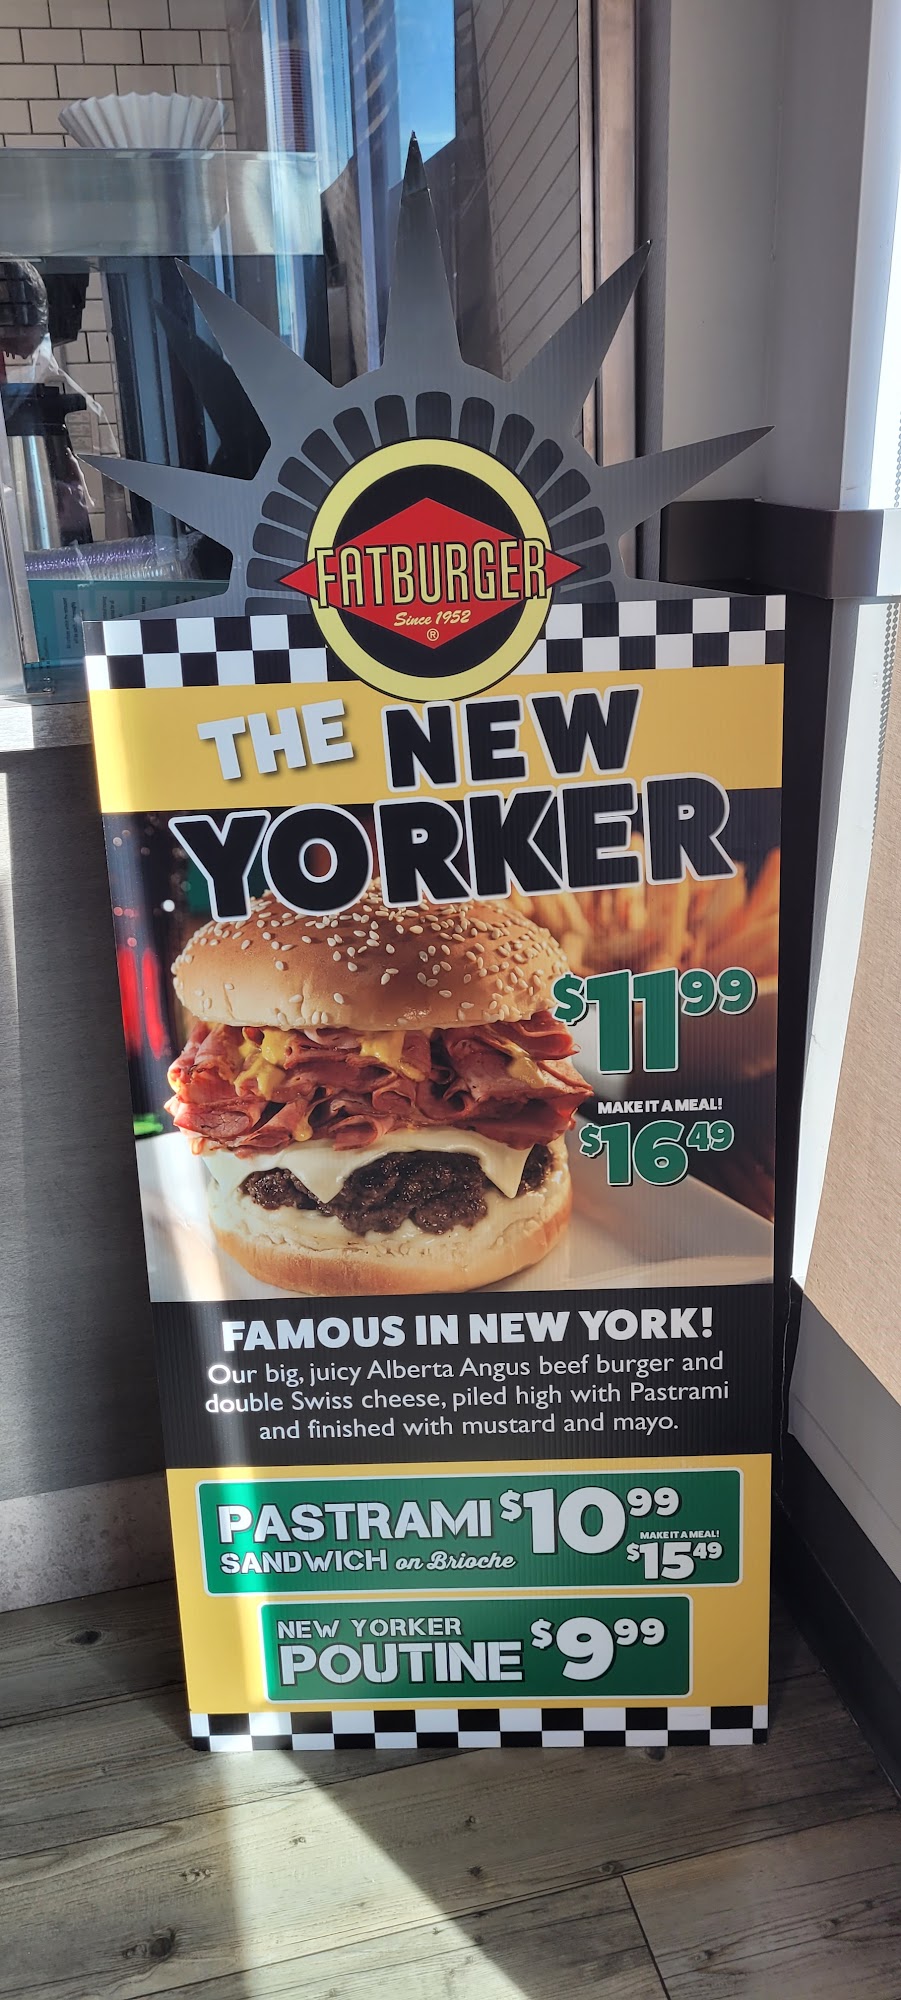 FATBURGER
Since 1952
®
THE NEW
YORKER
$11.99
MAKE IT A MEAL!
$16.49
FAMOUS IN NEW YORK!
Our big, juicy Alberta Angus beef burger and
double Swiss cheese, piled high with Pastrami
and finished with mustard and mayo.
PASTRAMI $10.99
SANDWICH on Brioche
MAKE IT A MEAL!
$15.49
NEW YORKER
POUTINE $9.99